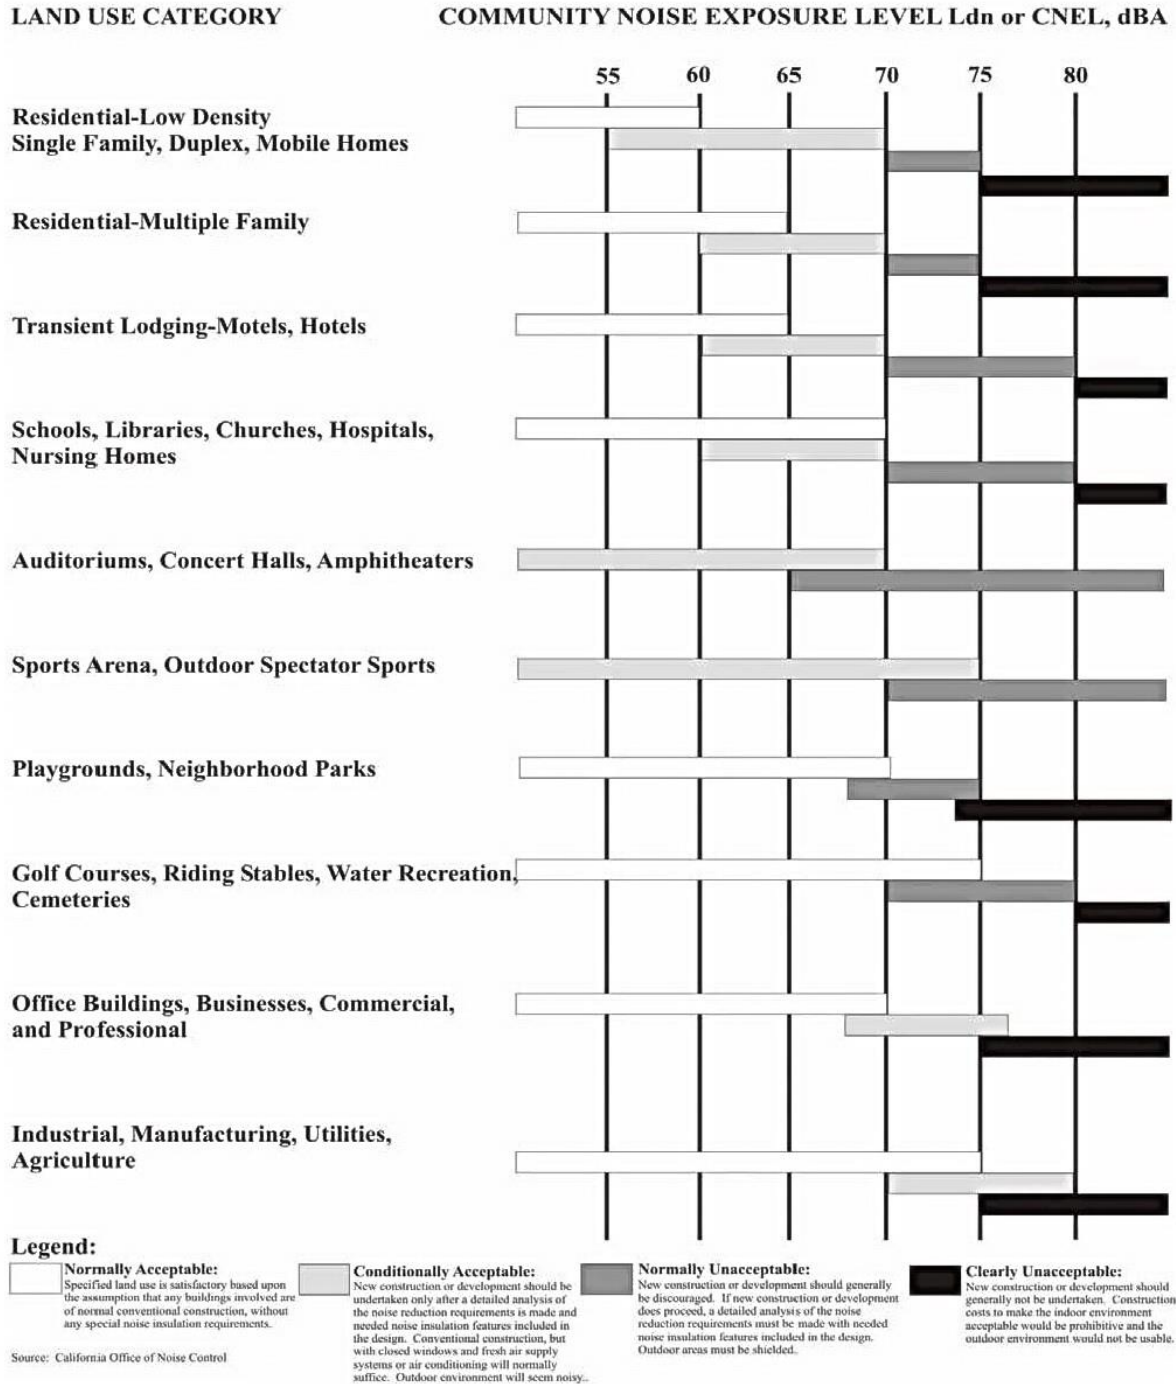 LAND USE CATEGORY
COMMUNITY NOISE EXPOSURE LEVEL Ldn or CNEL, dBA
55 60 65 70 75 80
Residential-Low Density
Single Family, Duplex, Mobile Homes
Residential-Multiple Family
Transient Lodging-Motels, Hotels
Schools, Libraries, Churches, Hospitals,
Nursing Homes
Auditoriums, Concert Halls, Amphitheaters
Sports Arena, Outdoor Spectator Sports
Playgrounds, Neighborhood Parks
Golf Courses, Riding Stables, Water Recreation,
Cemeteries
Office Buildings, Businesses, Commercial,
and Professional
Industrial, Manufacturing, Utilities,
Agriculture
Legend:
Normally Acceptable:
Specified land use is satisfactory based upon
the assumption that any buildings involved are
of normal conventional construction, without
any special noise insulation requirements.
Conditionally Acceptable:
New construction or development should be
undertaken only after a detailed analysis of
the noise reduction requirements is made and
needed noise insulation features included in
the design. Conventional construction, but
with closed windows and fresh air supply
systems or air conditioning will normally
suffice. Outdoor environment will seem noisy..
Normally Unacceptable:
New construction or development should generally
be discouraged. If new construction or development
does proceed, a detailed analysis of the noise
reduction requirements must be made with needed
noise insulation features included in the design.
Outdoor areas must be shielded.
Clearly Unacceptable:
New construction or development should
generally not be undertaken. Construction
costs to make the indoor environment
acceptable would be prohibitive and the
outdoor environment would not be usable.
Source: California Office of Noise Control